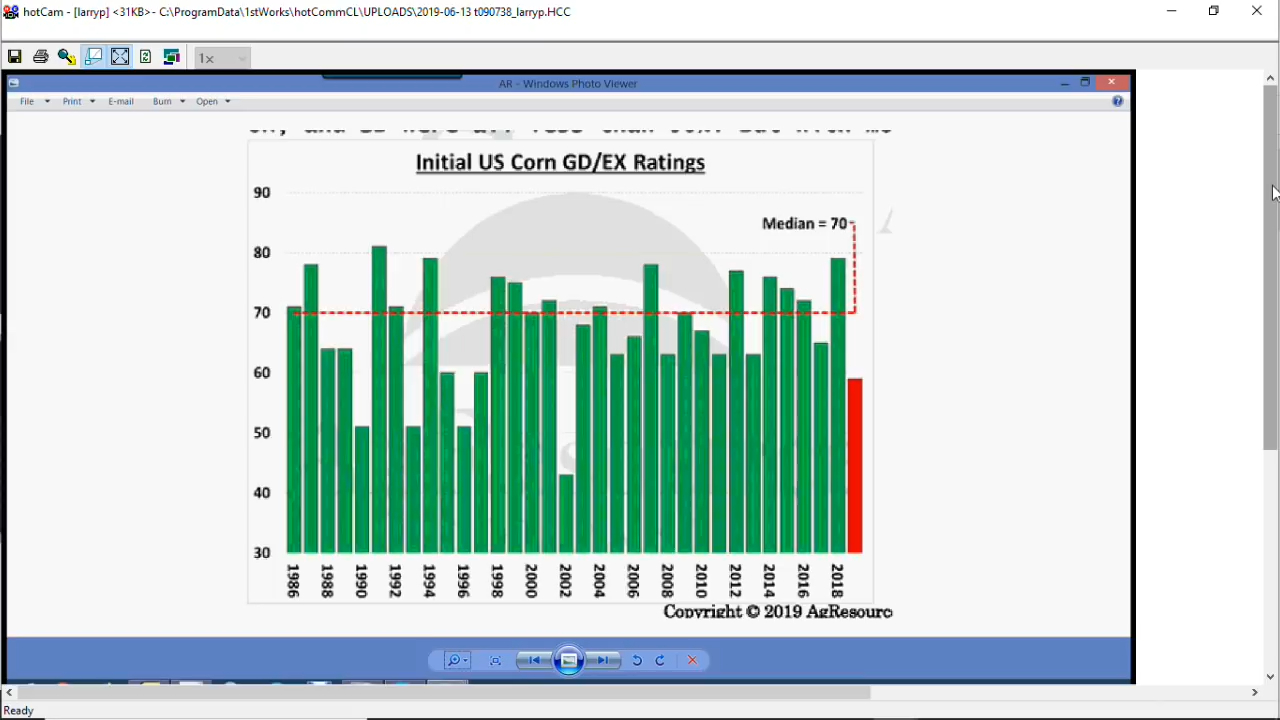 hotCam - [larryp] <31KB>- C:\ProgramData\1stWorks\hotCommCL\UPLOADS\2019-06-13 t090738_larryp.HCC
1x
AR - Windows Photo Viewer
File Print E-mail Burn Open
Initial US Corn GD/EX Ratings
90
Median = 70
80
70
60
50
40
30
1986 1988 1990 1992 1994 1996 1998 2000 2002 2004 2006 2008 2010 2012 2014 2016 2018
Copyright © 2019 AgResourc
Ready